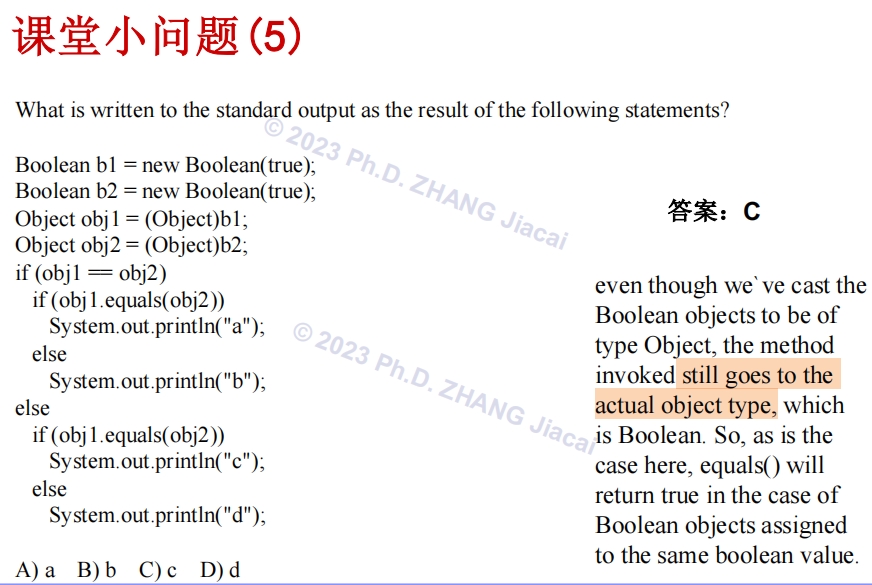 课堂小问题(5)
What is written to the standard output as the result of the following statements?
Boolean b1 = new Boolean(true);
Boolean b2 = new Boolean(true);
Object obj1 = (Object)b1;
Object obj2 = (Object)b2;
if (obj1 == obj2)
if (obj1.equals(obj2))
System.out.println("a");
else
System.out.println("b");
else
if (obj1.equals(obj2))
System.out.println("c");
else
System.out.println("d");
A) a B) b C) c D) d
答案：C
even though we`ve cast the
Boolean objects to be of
type Object, the method
invoked still goes to the
actual object type, which
is Boolean. So, as is the
case here, equals() will
return true in the case of
Boolean objects assigned
to the same boolean value.
© 2023 Ph.D. ZHANG Jiacai
© 2023 Ph.D. ZHANG Jiacai